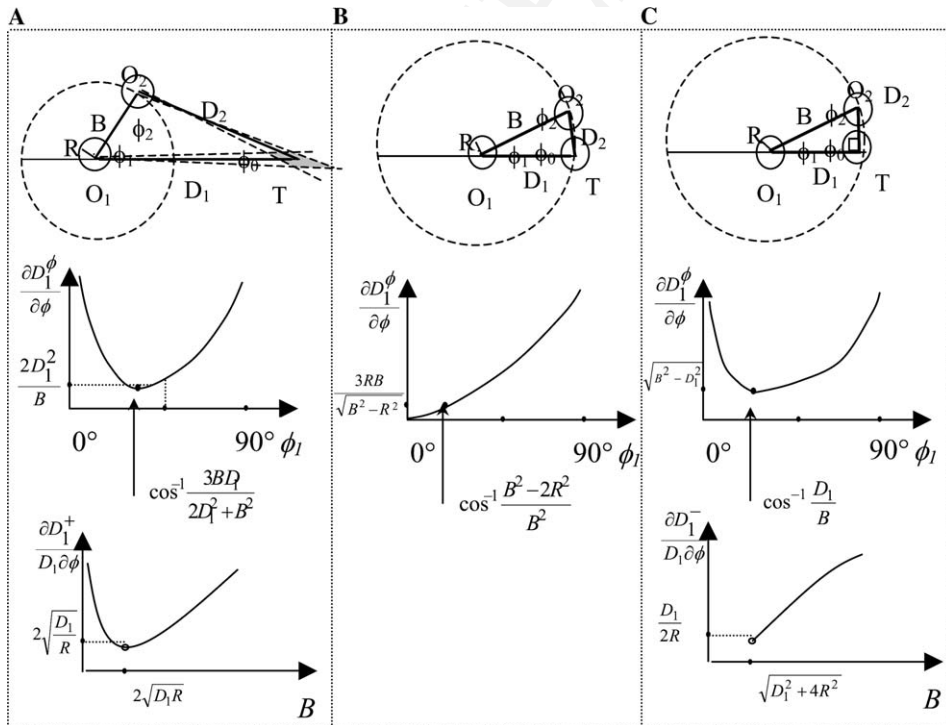 A
O₂
B
ϕ₂
D₂
R
ϕ₁
ϕ₀
O₁
D₁
T
∂D₁^ϕ / ∂ϕ
2D₁² / B
0°
90° ϕ₁
cos⁻¹ 3BD₁ / 2D₁² + B²
∂D₁⁺ / D₁∂ϕ
2√(D₁/R)
2√(D₁R)
B
B
O₂
B
ϕ₂
R
D₂
ϕ₁
ϕ₀
D₁
O₁
T
∂D₁^ϕ / ∂ϕ
3RB / √(B² − R²)
0°
90° ϕ₁
cos⁻¹ B² − 2R² / B²
C
O₂
D₂
B
ϕ₂
R
ϕ₁
ϕ₀
D₁
O₁
T
∂D₁^ϕ / ∂ϕ
√(B² − D₁²)
0°
90° ϕ₁
cos⁻¹ D₁ / B
∂D₁⁻ / D₁∂ϕ
D₁ / 2R
√(D₁² + 4R²)
B